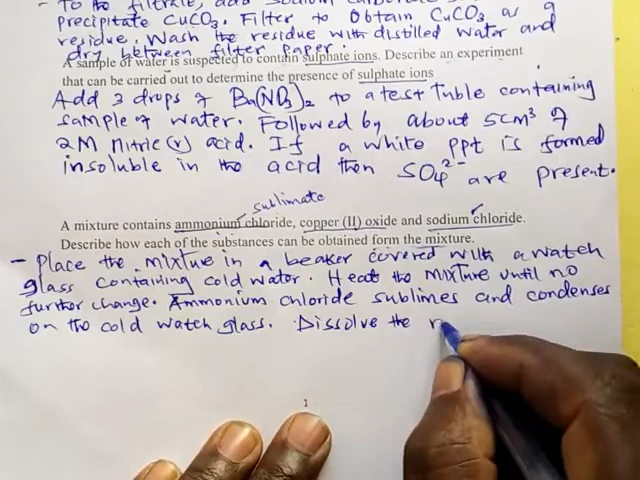 - To the filtrate, add sodium carbonate
precipitate CuCO3. Filter to obtain CuCO3 as a
residue. Wash the residue with distilled water and
dry between filter paper.
A sample of water is suspected to contain sulphate ions. Describe an experiment
that can be carried out to determine the presence of sulphate ions
Add 3 drops of Ba(NO3)2 to a test tuble containing
sample of water. Followed by about 5cm³ of
2M nitric (v) acid. If a white ppt is formed
insoluble in the acid then SO4²⁻ are present.
sublimate
A mixture contains ammonium chloride, copper (II) oxide and sodium chloride.
Describe how each of the substances can be obtained form the mixture.
- Place the mixture in a beaker covered with a watch
glass containing cold water. Heat the mixture until no
further change. Ammonium chloride sublimes and condenses
on the cold watch glass. Dissolve the r
1